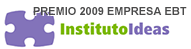 PREMIO 2009 EMPRESA EBT
InstitutoIdeas